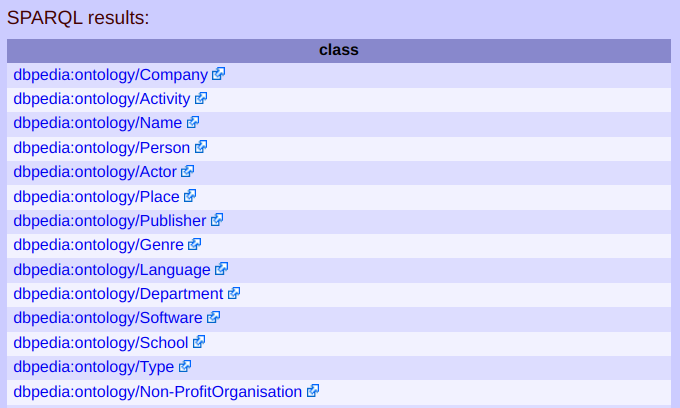 SPARQL results:
class
dbpedia:ontology/Company
dbpedia:ontology/Activity
dbpedia:ontology/Name
dbpedia:ontology/Person
dbpedia:ontology/Actor
dbpedia:ontology/Place
dbpedia:ontology/Publisher
dbpedia:ontology/Genre
dbpedia:ontology/Language
dbpedia:ontology/Department
dbpedia:ontology/Software
dbpedia:ontology/School
dbpedia:ontology/Type
dbpedia:ontology/Non-ProfitOrganisation